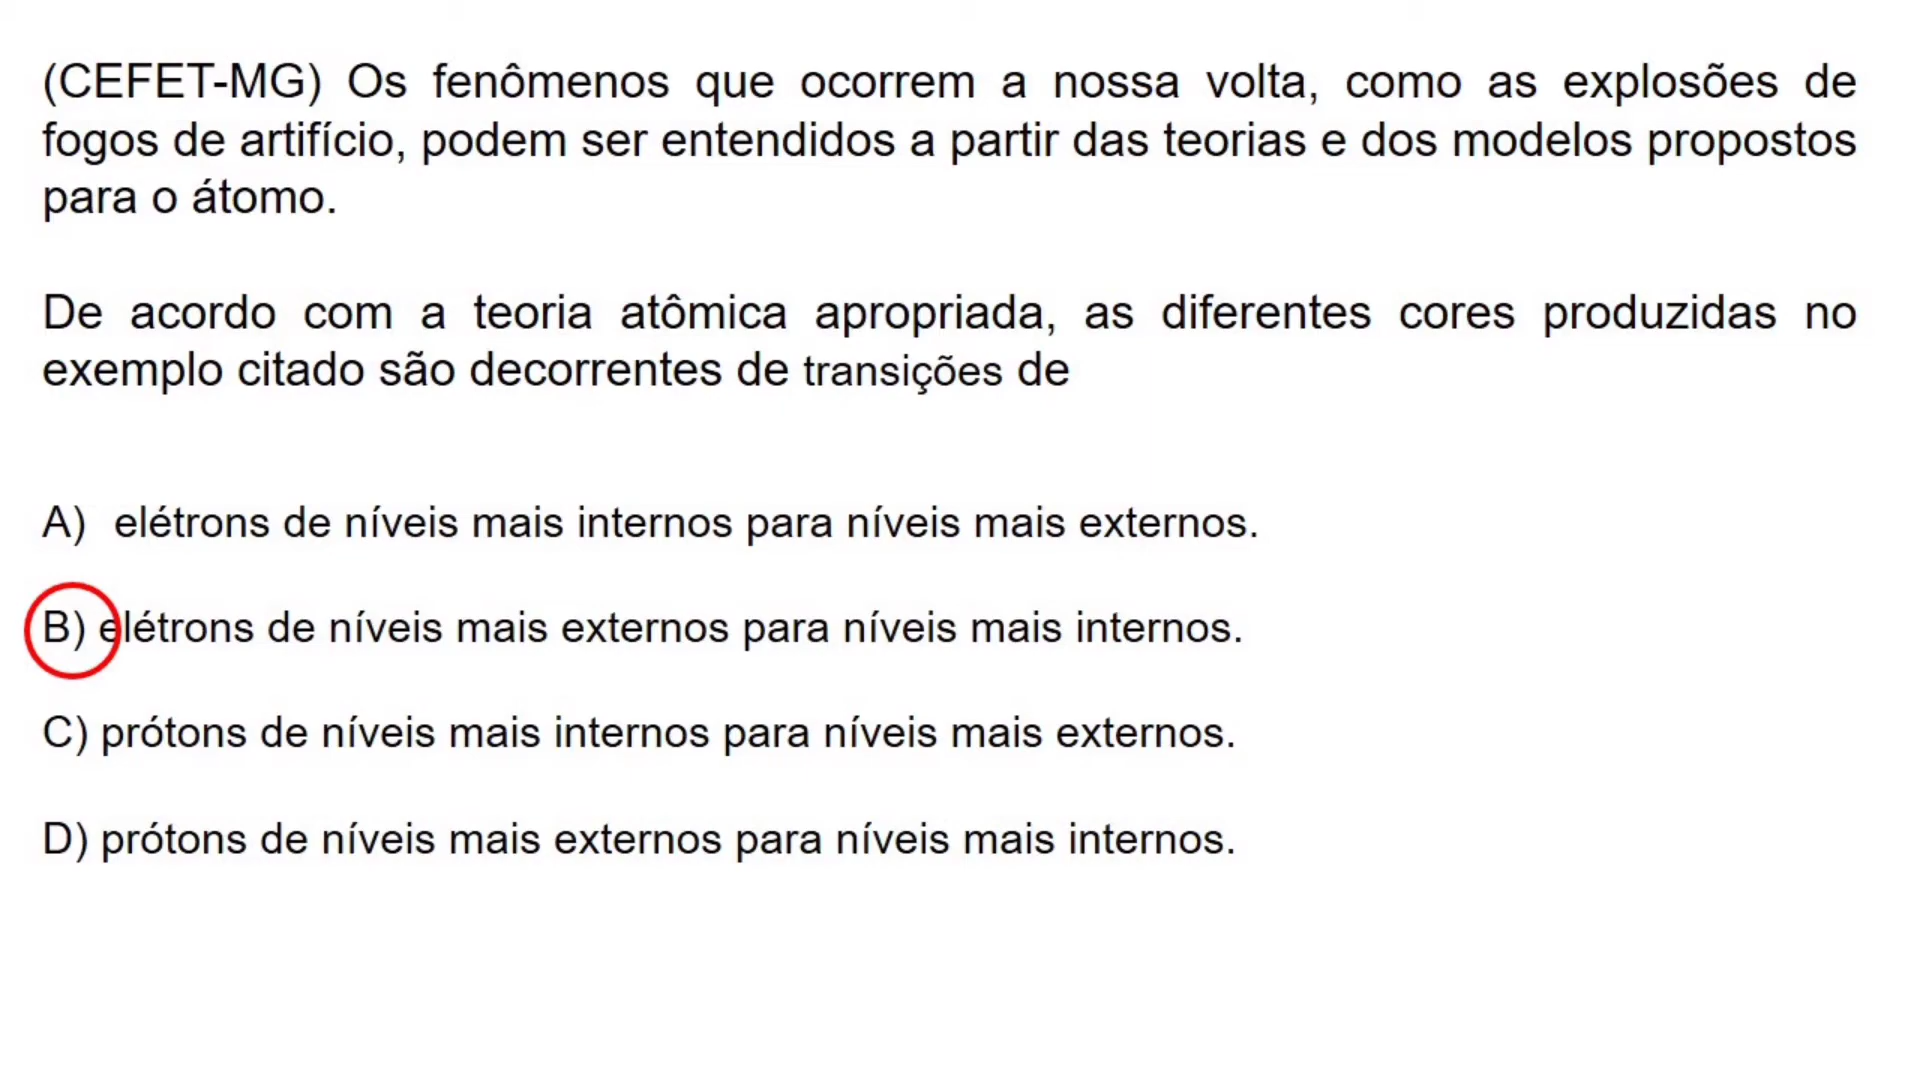 (CEFET-MG) Os fenômenos que ocorrem a nossa volta, como as explosões de
fogos de artifício, podem ser entendidos a partir das teorias e dos modelos propostos
para o átomo.
De acordo com a teoria atômica apropriada, as diferentes cores produzidas no
exemplo citado são decorrentes de transições de
A) elétrons de níveis mais internos para níveis mais externos.
B) elétrons de níveis mais externos para níveis mais internos.
C) prótons de níveis mais internos para níveis mais externos.
D) prótons de níveis mais externos para níveis mais internos.